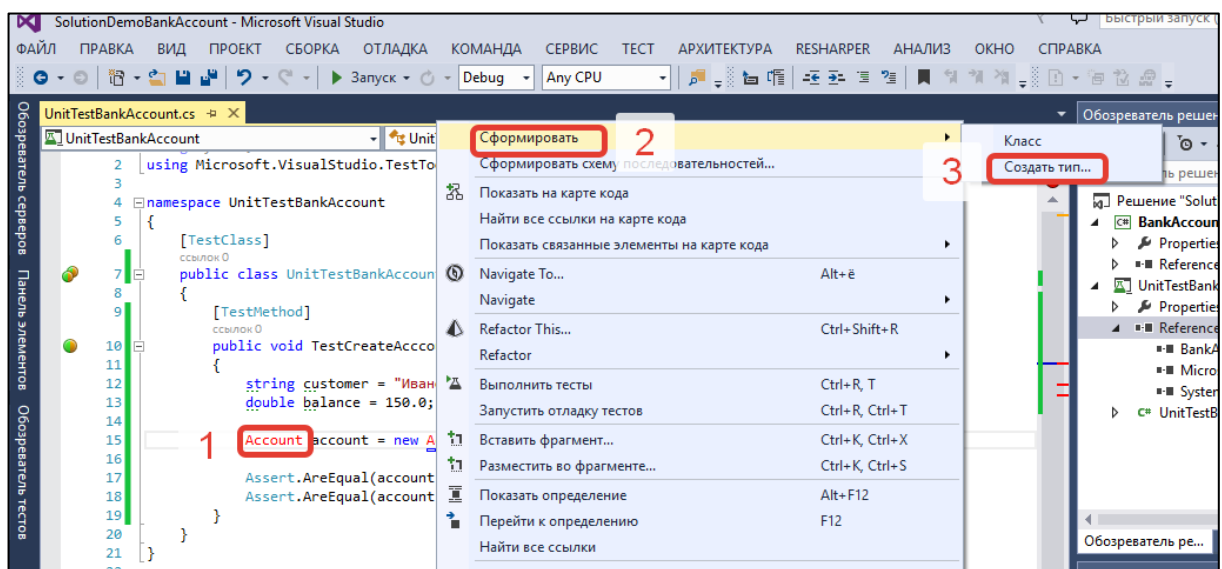 SolutionDemoBankAccount - Microsoft Visual Studio
Быстрый запуск (
ФАЙЛ ПРАВКА ВИД ПРОЕКТ СБОРКА ОТЛАДКА КОМАНДА СЕРВИС ТЕСТ АРХИТЕКТУРА RESHARPER АНАЛИЗ ОКНО СПРАВКА
Запуск Debug Any CPU
UnitTestBankAccount.cs
Обозреватель решен
UnitTestBankAccount
Unit
Обозреватель серверов
Панель элементов
Обозреватель тестов
2 using Microsoft.VisualStudio.TestTo
3
4 namespace UnitTestBankAccount
5 {
6 [TestClass]
ссылок 0
7 public class UnitTestBankAccoun
8 {
9 [TestMethod]
ссылок 0
10 public void TestCreateAccco
11 {
12 string customer = "Иван
13 double balance = 150.0;
14
15 Account account = new A
16
17 Assert.AreEqual(account
18 Assert.AreEqual(account
19 }
20 }
21 }
1
Сформировать
2
Сформировать схему последовательностей...
Показать на карте кода
Найти все ссылки на карте кода
Показать связанные элементы на карте кода
Navigate To... Alt+ё
Navigate
Refactor This... Ctrl+Shift+R
Refactor
Выполнить тесты Ctrl+R, T
Запустить отладку тестов Ctrl+R, Ctrl+T
Вставить фрагмент... Ctrl+K, Ctrl+X
Разместить во фрагменте... Ctrl+K, Ctrl+S
Показать определение Alt+F12
Перейти к определению F12
Найти все ссылки
Класс
3
Создать тип...
ь решен
Решение "Solut
C# BankAccoun
Properties
Reference
UnitTestBank
Properties
Reference
BankA
Micro
System
C# UnitTestB
Обозреватель ре...